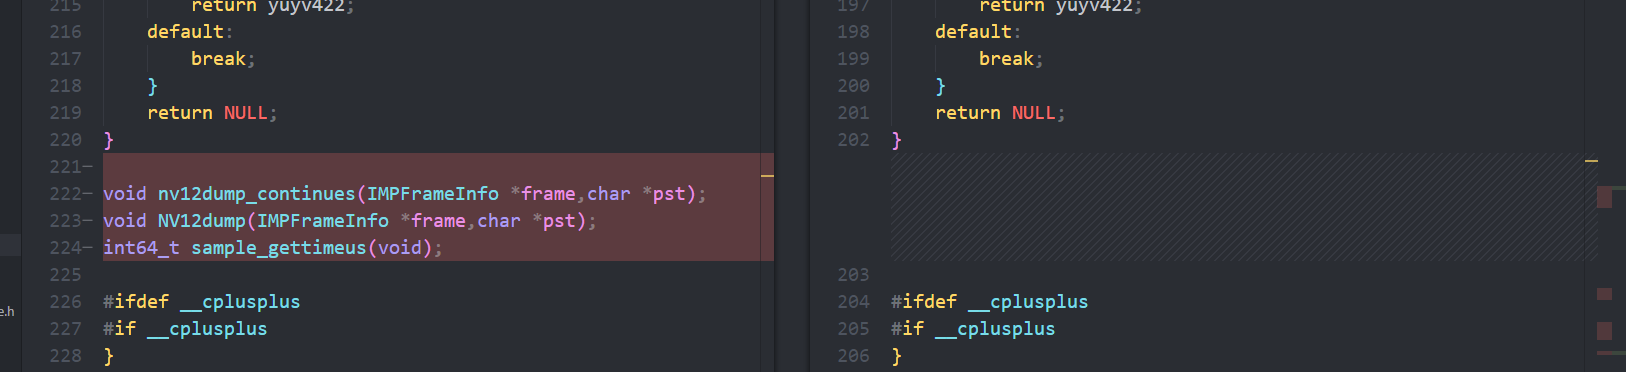 215 return yuyv422;
216 default:
217 break;
218 }
219 return NULL;
220 }
221−
222− void nv12dump_continues(IMPFrameInfo *frame,char *pst);
223− void NV12dump(IMPFrameInfo *frame,char *pst);
224− int64_t sample_gettimeus(void);
225
226 #ifdef __cplusplus
227 #if __cplusplus
228 }
e.h
197 return yuyv422;
198 default:
199 break;
200 }
201 return NULL;
202 }
203
204 #ifdef __cplusplus
205 #if __cplusplus
206 }